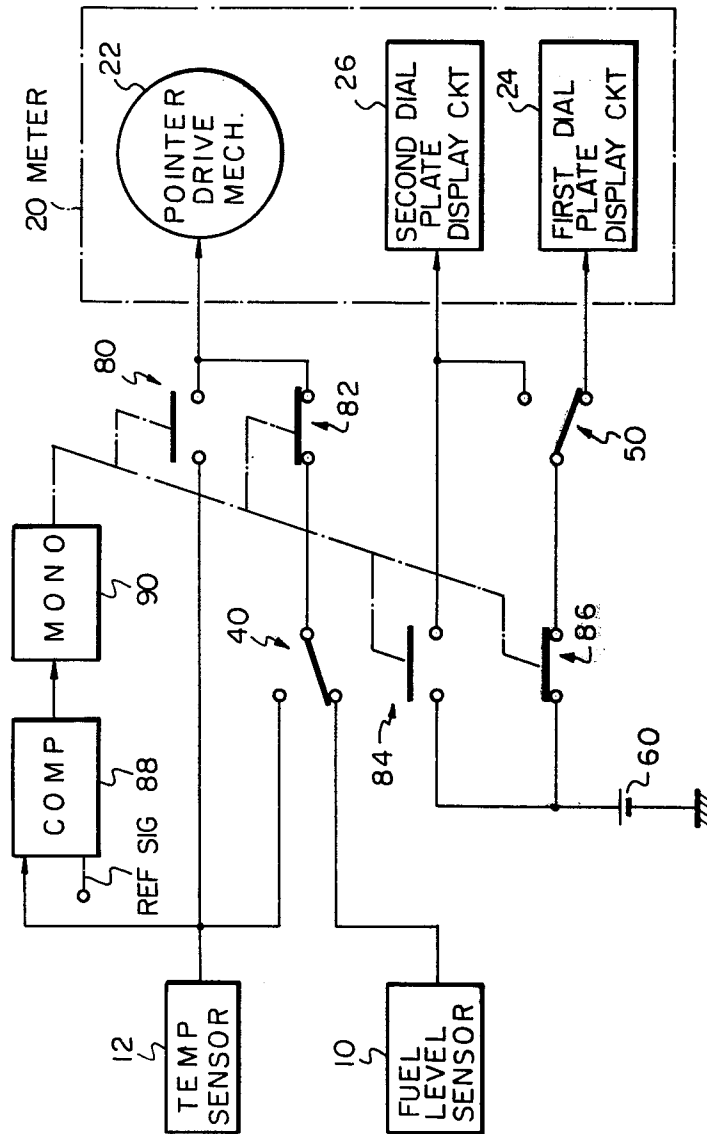 20 METER
22
POINTER
DRIVE
MECH.
26
SECOND DIAL
PLATE
DISPLAY CKT
24
FIRST DIAL
PLATE
DISPLAY CKT
80
82
50
MONO
90
40
84
86
COMP
88
REF SIG
60
12
TEMP
SENSOR
10
FUEL
LEVEL
SENSOR